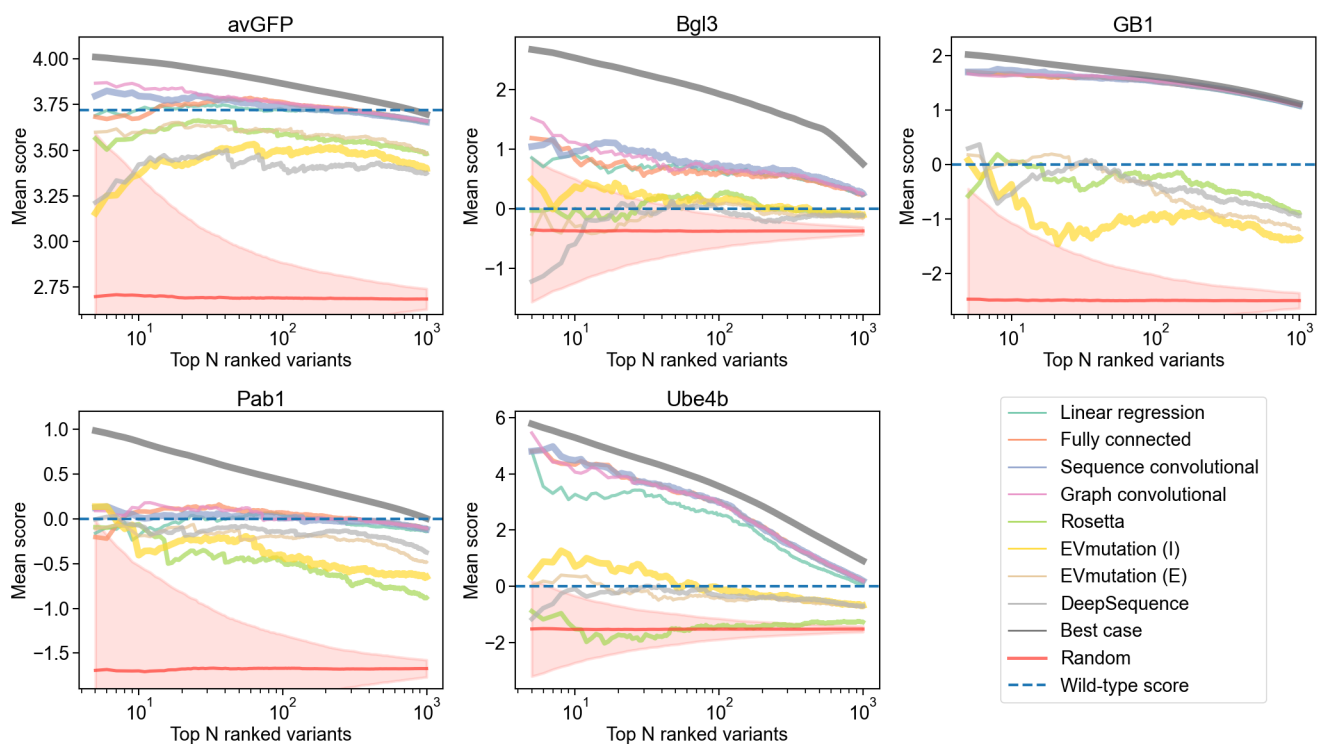 avGFP
Bgl3
GB1
Mean score
4.00
3.75
3.50
3.25
3.00
2.75
10¹
10²
10³
Top N ranked variants
Mean score
2
1
0
−1
10¹
10²
10³
Top N ranked variants
Mean score
2
1
0
−1
−2
10¹
10²
10³
Top N ranked variants
Pab1
Ube4b
Mean score
1.0
0.5
0.0
−0.5
−1.0
−1.5
10¹
10²
10³
Top N ranked variants
Mean score
6
4
2
0
−2
10¹
10²
10³
Top N ranked variants
Linear regression
Fully connected
Sequence convolutional
Graph convolutional
Rosetta
EVmutation (I)
EVmutation (E)
DeepSequence
Best case
Random
Wild-type score